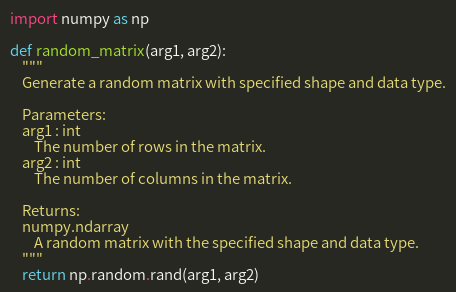 import numpy as np
def random_matrix(arg1, arg2):
"""
Generate a random matrix with specified shape and data type.
Parameters:
arg1 : int
The number of rows in the matrix.
arg2 : int
The number of columns in the matrix.
Returns:
numpy.ndarray
A random matrix with the specified shape and data type.
"""
return np.random.rand(arg1, arg2)